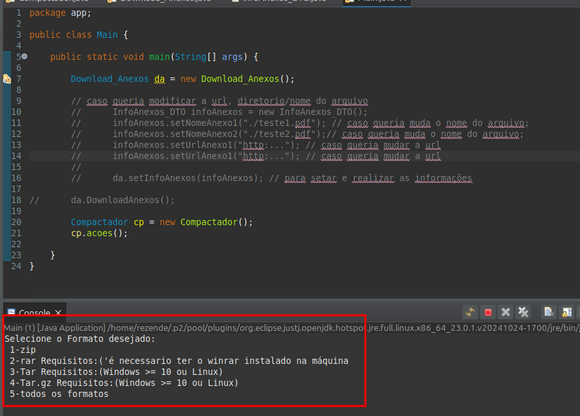 1 package app;
2
3 public class Main {
4
5 public static void main(String[] args) {
6
7 Download_Anexos da = new Download_Anexos();
8
9 // caso queria modificar a url, diretorio/nome do arquivo
10 // InfoAnexos_DTO infoAnexos = new InfoAnexos_DTO();
11 // infoAnexos.setNomeAnexo1("./teste1.pdf"); // caso queria muda o nome do arquivo;
12 // infoAnexos.setNomeAnexo2("./teste2.pdf");// caso queria muda o nome do arquivo;
13 // infoAnexos.setUrlAnexo1("http:..."); // caso queria mudar a url
14 // infoAnexos.setUrlAnexo1("http:..."); // caso queria mudar a url
15 //
16 // da.setInfoAnexos(infoAnexos); // para setar e realizar as informações
17
18 // da.DownloadAnexos();
19
20 Compactador cp = new Compactador();
21 cp.acoes();
22
23 }
24 }
Console
Main (1) [Java Application] /home/rezende/.p2/pool/plugins/org.eclipse.justj.openjdk.hotspot.jre.full.linux.x86_64_23.0.1.v20241024-1700/jre/bin/
Selecione o Formato desejado:
1-zip
2-rar Requisitos:('é necessario ter o winrar instalado na máquina
3-Tar Requisitos:(Windows >= 10 ou Linux)
4-Tar.gz Requisitos:(Windows >= 10 ou Linux)
5-todos os formatos